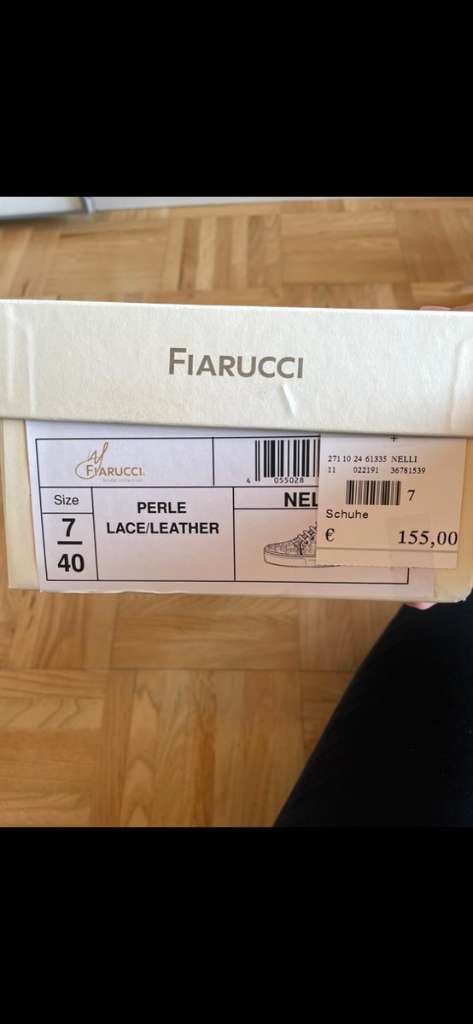 FIARUCCI
FIARUCCI
Size
7
40
PERLE
LACE/LEATHER
4 055028
NEL
271 10 24 61335 NELLI
11 022191 36781539
7
Schuhe
€ 155,00